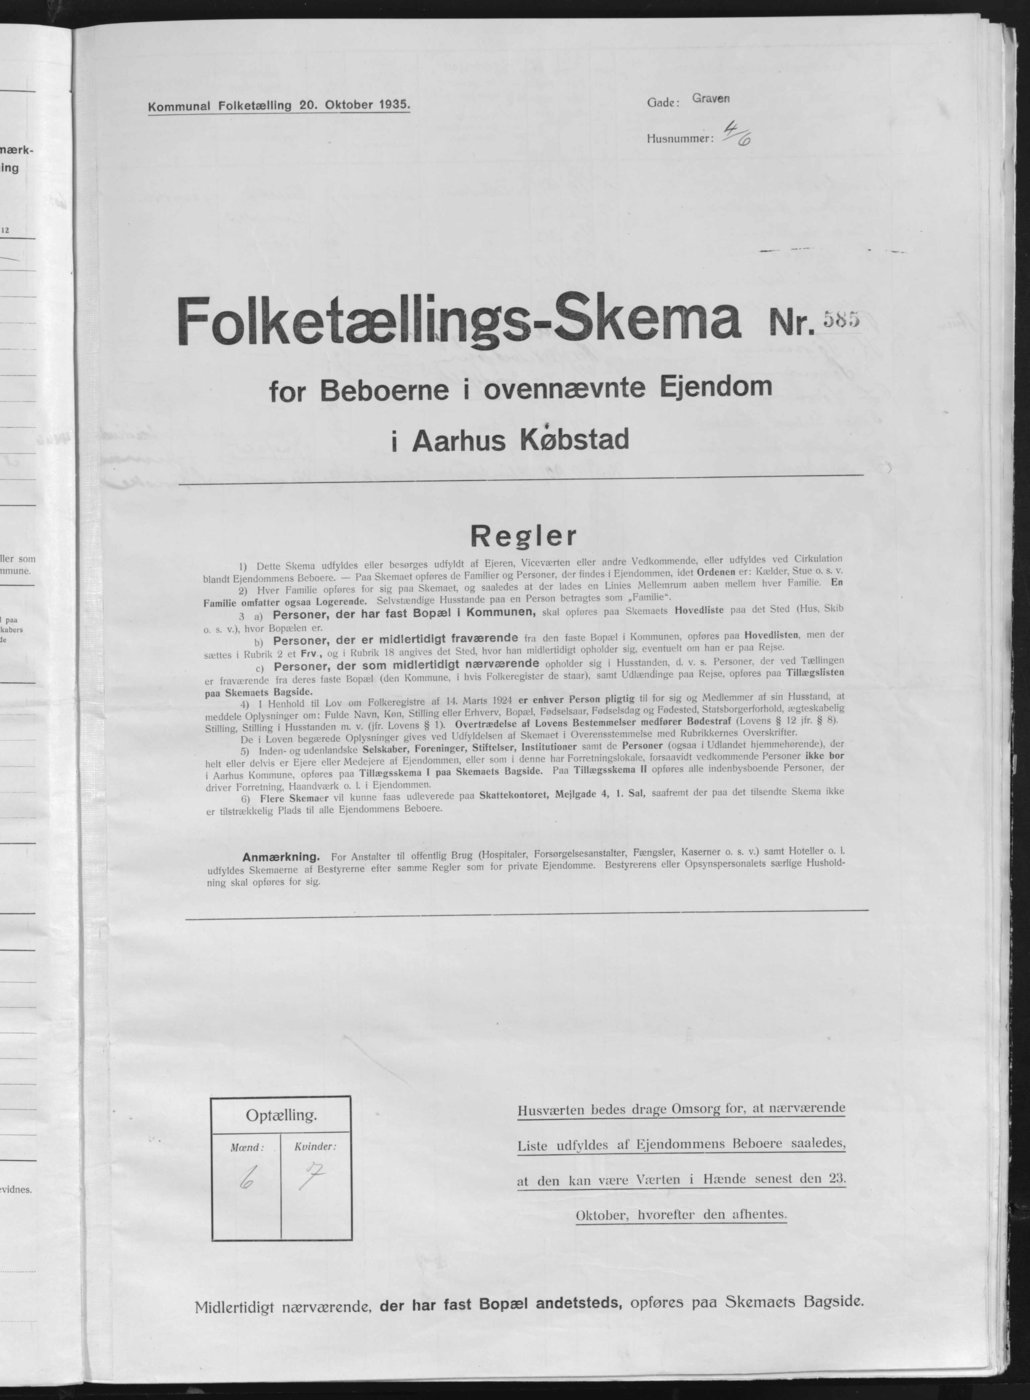 Kommunal Folketælling 20. Oktober 1935.
Gade: Graven
Husnummer: 4/6
Folketællings-Skema Nr. 585
for Beboerne i ovennævnte Ejendom
i Aarhus Købstad
Regler
1) Dette Skema udfyldes eller besørges udfyldt af Ejeren, Viceværten eller andre Vedkommende, eller udfyldes ved Cirkulation
blandt Ejendommens Beboere. — Paa Skemaet opføres de Familier og Personer, der findes i Ejendommen, idet Ordenen er: Kælder, Stue o. s. v.
2) Hver Familie opføres for sig paa Skemaet, og saaledes at der lades en Linies Mellemrum aaben mellem hver Familie. En
Familie omfatter ogsaa Logerende. Selvstændige Husstande paa en Person betragtes som „Familie“.
3 a) Personer, der har fast Bopæl i Kommunen, skal opføres paa Skemaets Hovedliste paa det Sted (Hus, Skib
o. s. v.), hvor Bopælen er.
b) Personer, der er midlertidigt fraværende fra den faste Bopæl i Kommunen, opføres paa Hovedlisten, men der
sættes i Rubrik 2 et Frv., og i Rubrik 18 angives det Sted, hvor han midlertidigt opholder sig, eventuelt om han er paa Rejse.
c) Personer, der som midlertidigt nærværende opholder sig i Husstanden, d. v. s. Personer, der ved Tællingen
er fraværende fra deres faste Bopæl (den Kommune, i hvis Folkeregister de staar), samt Udlændinge paa Rejse, opføres paa Tillægslisten
paa Skemaets Bagside.
4) I Henhold til Lov om Folkeregistre af 14. Marts 1924 er enhver Person pligtig til for sig og Medlemmer af sin Husstand, at
meddele Oplysninger om: Fulde Navn, Køn, Stilling eller Erhverv, Bopæl, Fødselsaar, Fødselsdag og Fødested, Statsborgerforhold, ægteskabelig
Stilling, Stilling i Husstanden m. v. (jfr. Lovens § 1). Overtrædelse af Lovens Bestemmelser medfører Bødestraf (Lovens § 12 jfr. § 8).
De i Loven begærede Oplysninger gives ved Udfyldelsen af Skemaet i Overensstemmelse med Rubrikkernes Overskrifter.
5) Inden- og udenlandske Selskaber, Foreninger, Stiftelser, Institutioner samt de Personer (ogsaa i Udlandet hjemmehørende), der
helt eller delvis er Ejere eller Medejere af Ejendommen, eller som i denne har Forretningslokale, forsaavidt vedkommende Personer ikke bor
i Aarhus Kommune, opføres paa Tillægsskema I paa Skemaets Bagside. Paa Tillægsskema II opføres alle indenbysboende Personer, der
driver Forretning, Haandværk o. l. i Ejendommen.
6) Flere Skemaer vil kunne faas udleverede paa Skattekontoret, Mejlgade 4, 1. Sal, saafremt der paa det tilsendte Skema ikke
er tilstrækkelig Plads til alle Ejendommens Beboere.
Anmærkning. For Anstalter til offentlig Brug (Hospitaler, Forsørgelsesanstalter, Fængsler, Kaserner o. s. v.) samt Hoteller o. l.
udfyldes Skemaerne af Bestyrerne efter samme Regler som for private Ejendomme. Bestyrerens eller Opsynspersonalets særlige Hushold-
ning skal opføres for sig.
Optælling.
Mænd: Kvinder:
6 7
Husværten bedes drage Omsorg for, at nærværende
Liste udfyldes af Ejendommens Beboere saaledes,
at den kan være Værten i Hænde senest den 23.
Oktober, hvorefter den afhentes.
Midlertidigt nærværende, der har fast Bopæl andetsteds, opføres paa Skemaets Bagside.